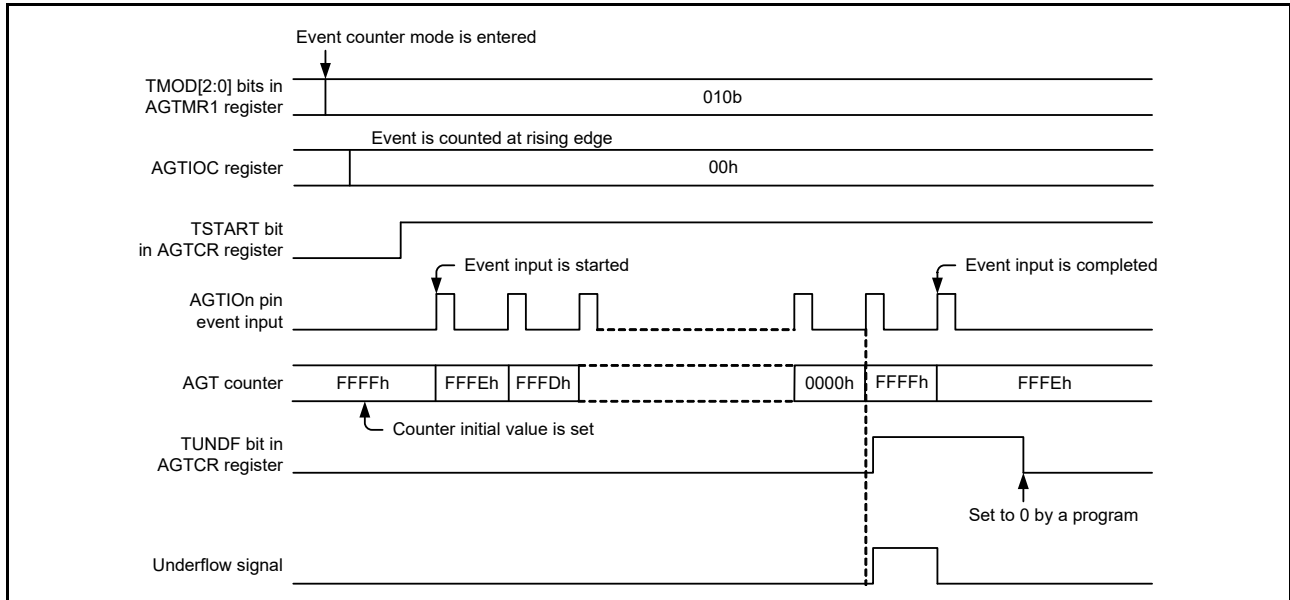 Event counter mode is entered
TMOD[2:0] bits in
AGTMR1 register
010b
Event is counted at rising edge
AGTIOC register
00h
TSTART bit
in AGTCR register
Event input is started
Event input is completed
AGTIOn pin
event input
AGT counter
FFFFh
FFFEh
FFFDh
0000h
FFFFh
FFFEh
Counter initial value is set
TUNDF bit in
AGTCR register
Set to 0 by a program
Underflow signal